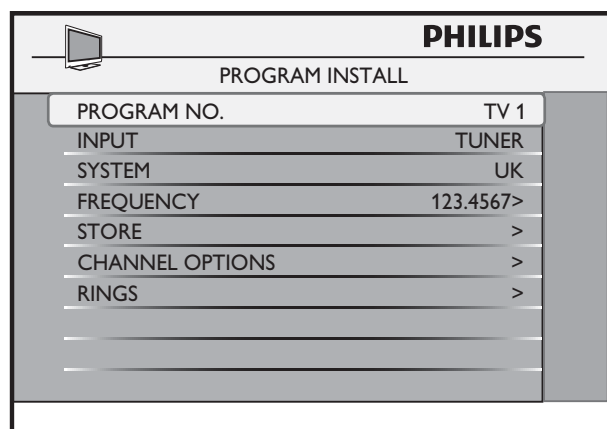 PHILIPS
PROGRAM INSTALL
PROGRAM NO. TV 1
INPUT TUNER
SYSTEM UK
FREQUENCY 123.4567>
STORE >
CHANNEL OPTIONS >
RINGS >